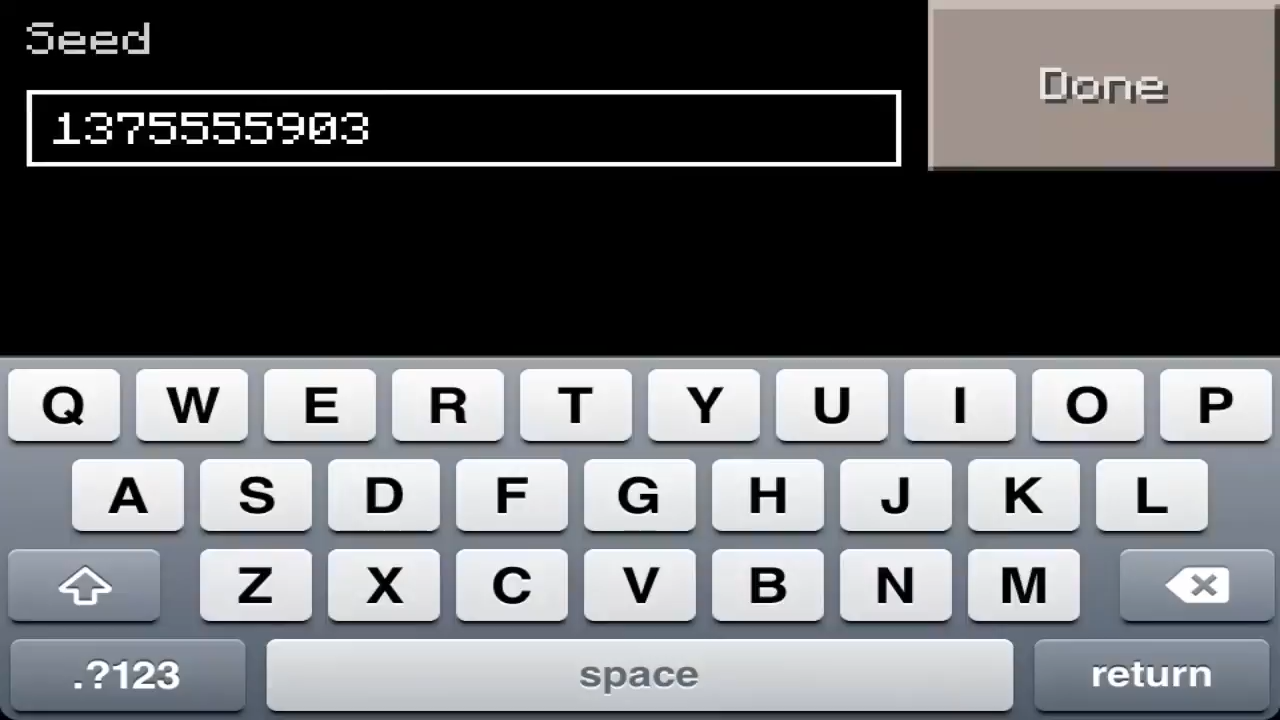 Seed
Done
1375555903
Q W E R T Y U I O P
A S D F G H J K L
Z X C V B N M
.?123 space return